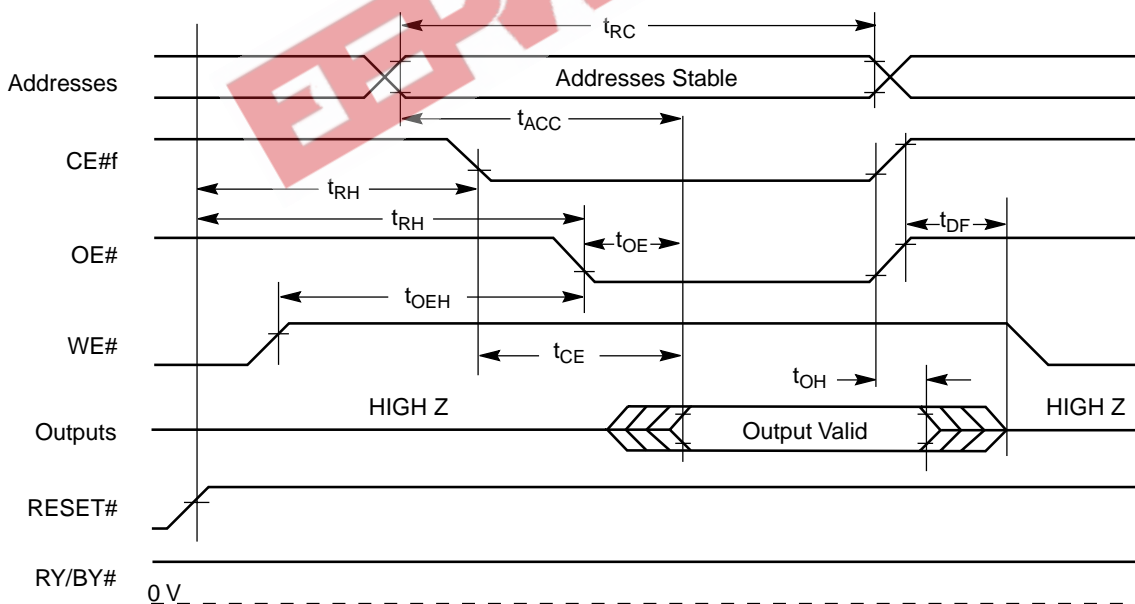 tRC
Addresses
Addresses Stable
tACC
CE#f
tRH
tRH
tOE
tDF
OE#
tOEH
WE#
tCE
tOH
HIGH Z
HIGH Z
Outputs
Output Valid
RESET#
RY/BY#
0 V